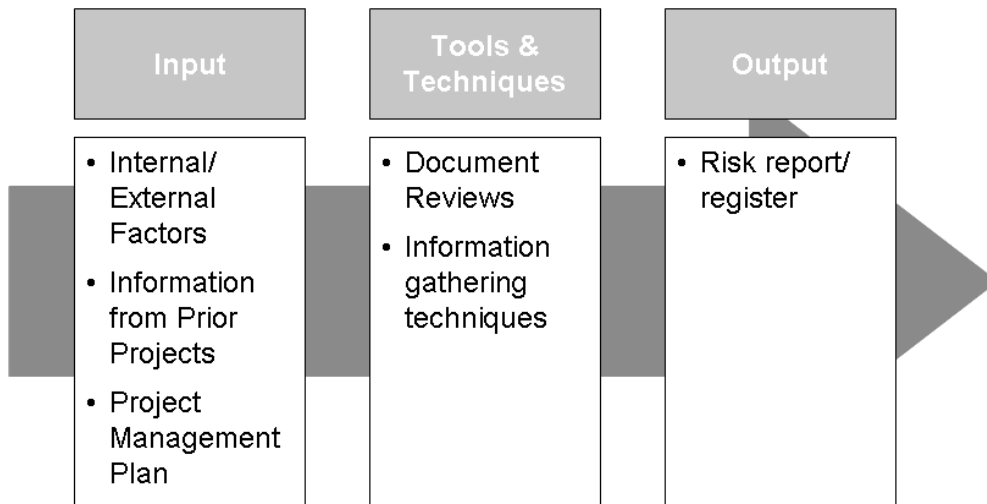 Input
• Internal/
External
Factors
• Information
from Prior
Projects
• Project
Management
Plan
Tools &
Techniques
• Document
Reviews
• Information
gathering
techniques
Output
• Risk report/
register